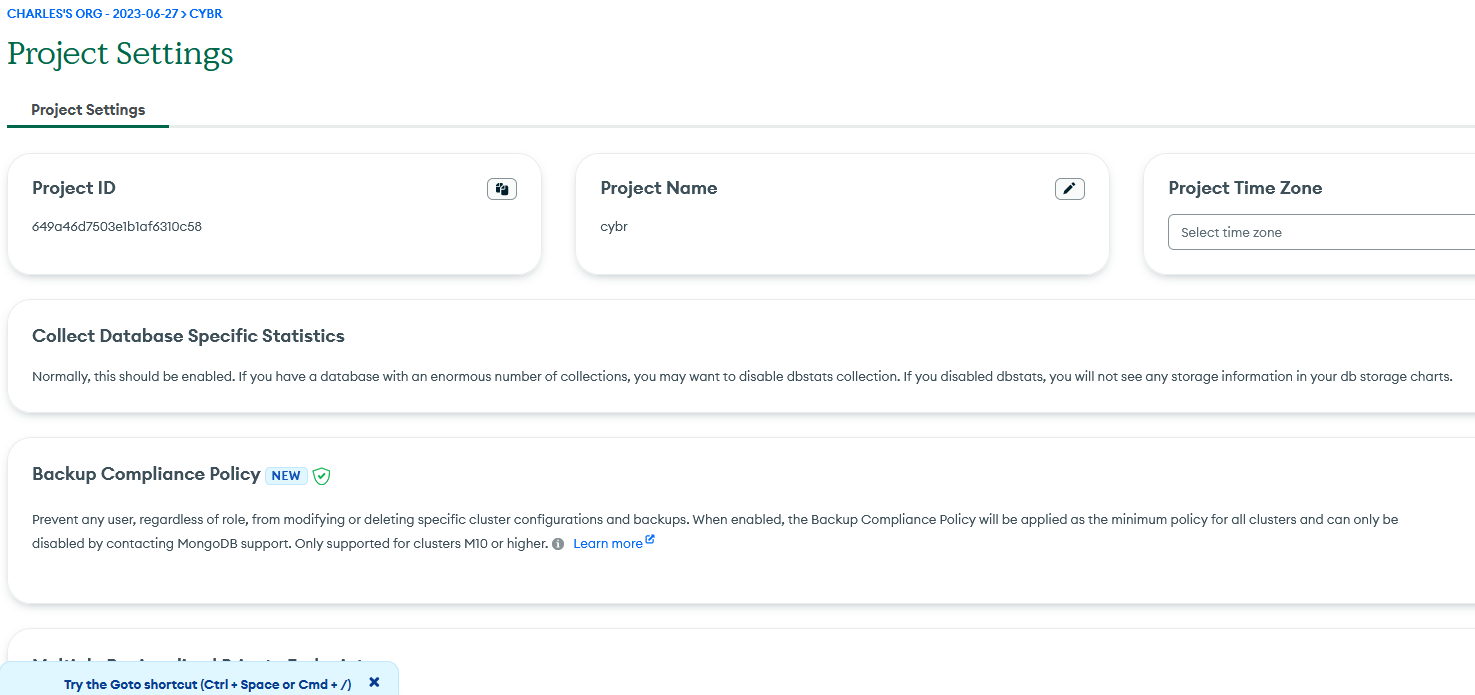 CHARLES'S ORG - 2023-06-27 > CYBR
Project Settings
Project Settings
Project ID
649a46d7503e1b1af6310c58
Project Name
cybr
Project Time Zone
Select time zone
Collect Database Specific Statistics
Normally, this should be enabled. If you have a database with an enormous number of collections, you may want to disable dbstats collection. If you disabled dbstats, you will not see any storage information in your db storage charts.
Backup Compliance Policy NEW
Prevent any user, regardless of role, from modifying or deleting specific cluster configurations and backups. When enabled, the Backup Compliance Policy will be applied as the minimum policy for all clusters and can only be
disabled by contacting MongoDB support. Only supported for clusters M10 or higher. Learn more
Try the Goto shortcut (Ctrl + Space or Cmd + /)